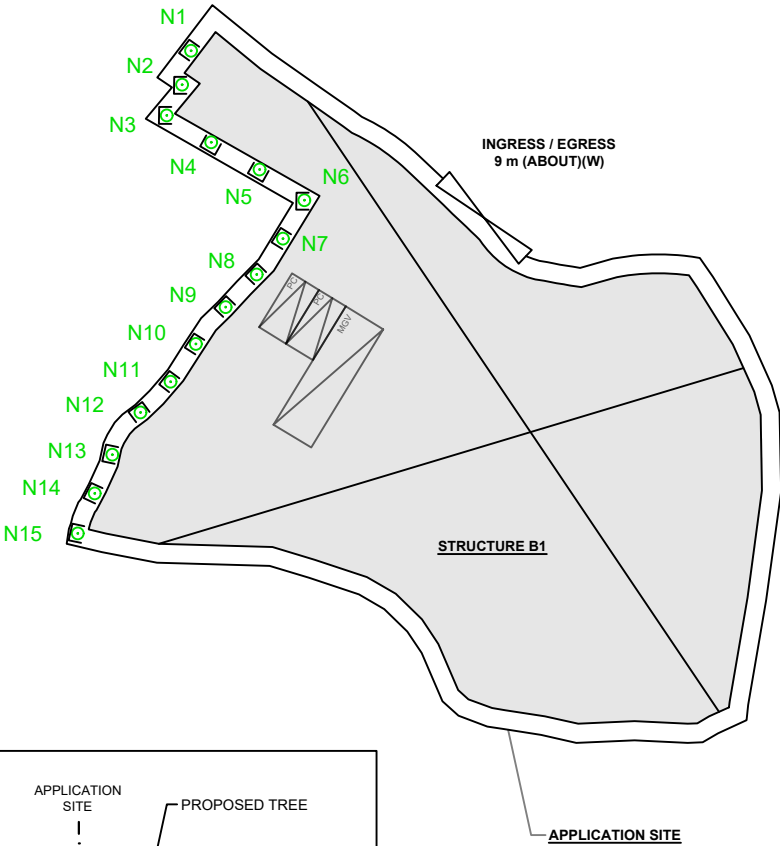 N1
N2
N3
N4
N5
N6
N7
N8
N9
N10
N11
N12
N13
N14
N15
INGRESS / EGRESS
9 m (ABOUT)(W)
PC
PC
MGV
STRUCTURE B1
APPLICATION
SITE
PROPOSED TREE
APPLICATION SITE